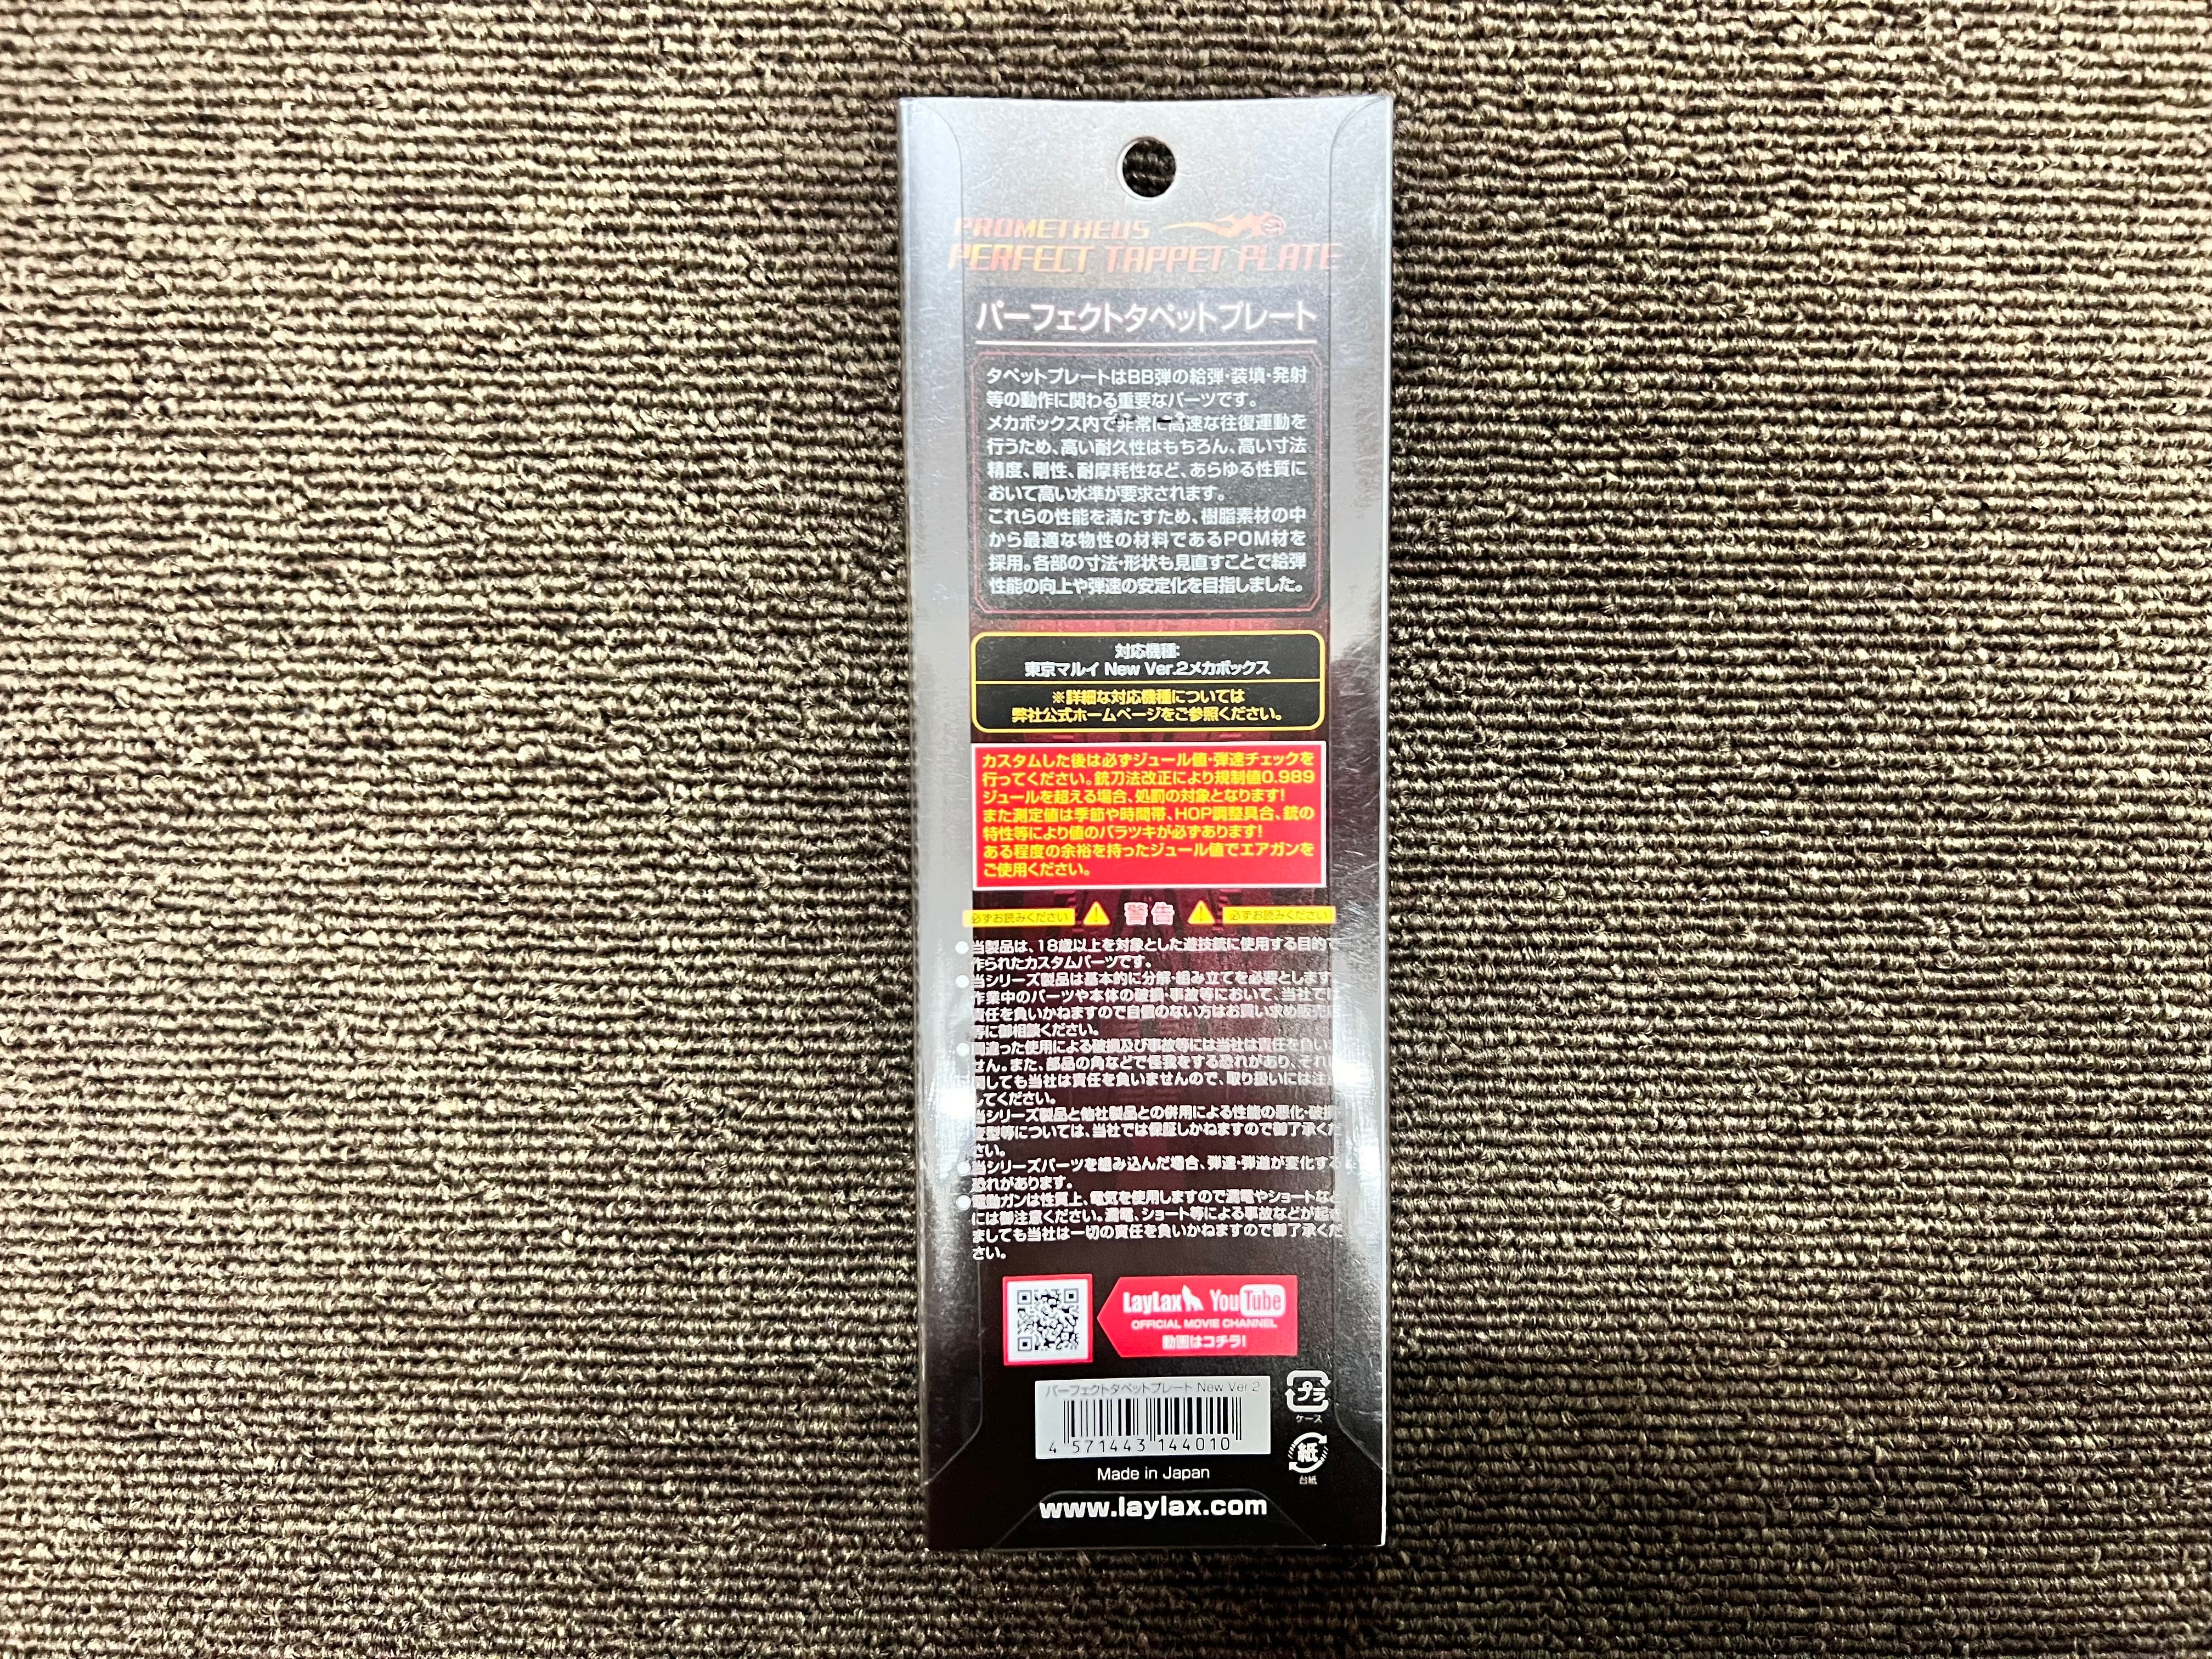 PROMETHEUS
PERFECT TAPPET PLATE
パーフェクトタペットプレート
タペットプレートはBB弾の給弾・装填・発射
等の動作に関わる重要なパーツです。
メカボックス内で非常に高速な往復運動を
行うため、高い耐久性はもちろん、高い寸法
精度、剛性、耐摩耗性など、あらゆる性質に
おいて高い水準が要求されます。
これらの性能を満たすため、樹脂素材の中
から最適な物性の材料であるPOM材を
採用。各部の寸法・形状も見直すことで給弾
性能の向上や弾速の安定化を目指しました。
対応機種:
東京マルイ New Ver.2メカボックス
※詳細な対応機種については
弊社公式ホームページをご参照ください。
カスタムした後は必ずジュール値・弾速チェックを
行ってください。銃刀法改正により規制値0.989
ジュールを超える場合、処罰の対象となります!
また測定値は季節や時間帯、HOP調整具合、銃の
特性等により値のバラツキが必ずあります!
ある程度の余裕を持ったジュール値でエアガンを
ご使用ください。
必ずお読みください 警告 必ずお読みください
●当製品は、18歳以上を対象とした遊技銃に使用する目的で
作られたカスタムパーツです。
●当シリーズ製品は基本的に分解・組み立てを必要とします
作業中のパーツや本体の破損・事故等において、当社では
責任を負いかねますので自信のない方はお買い求め販売店
等に御相談ください。
●間違った使用による破損及び事故等には当社は責任を負い
せん。また、部品の角などで怪我をする恐れがあり、それに
関しても当社は責任を負いませんので、取り扱いには注
してください。
当シリーズ製品と他社製品との併用による性能の悪化・破損
変型等については、当社では保証しかねますので御了承くだ
さい。
●当シリーズパーツを組み込んだ場合、弾速・弾道が変化する
恐れがあります。
●電動ガンは性質上、電気を使用しますので漏電やショートなど
には御注意ください。漏電、ショート等による事故などが起き
ましても当社は一切の責任を負いかねますので御了承くだ
さい。
LayLax YouTube
OFFICIAL MOVIE CHANNEL
動画はコチラ!
パーフェクトタペットプレート New Ver.2
4 571443 144010
プラ
ケース
紙
台紙
Made in Japan
www.laylax.com